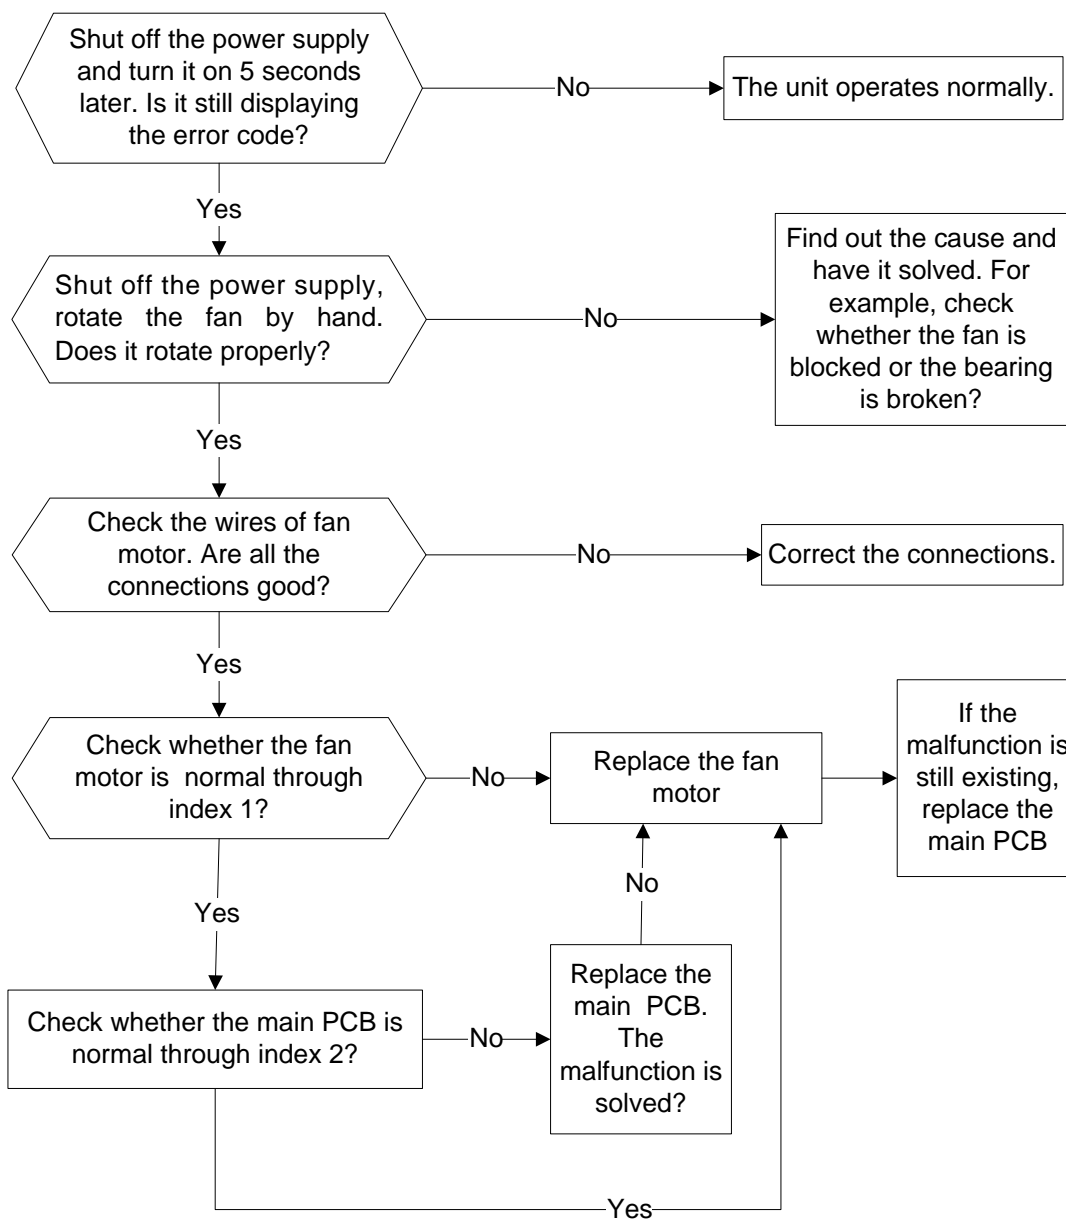 Shut off the power supply
and turn it on 5 seconds
later. Is it still displaying
the error code?
No
The unit operates normally.
Yes
Shut off the power supply,
rotate the fan by hand.
Does it rotate properly?
No
Find out the cause and
have it solved. For
example, check
whether the fan is
blocked or the bearing
is broken?
Yes
Check the wires of fan
motor. Are all the
connections good?
No
Correct the connections.
Yes
Check whether the fan
motor is normal through
index 1?
No
Replace the fan
motor
If the
malfunction is
still existing,
replace the
main PCB
Yes
No
Check whether the main PCB is
normal through index 2?
No
Replace the
main PCB.
The
malfunction is
solved?
Yes